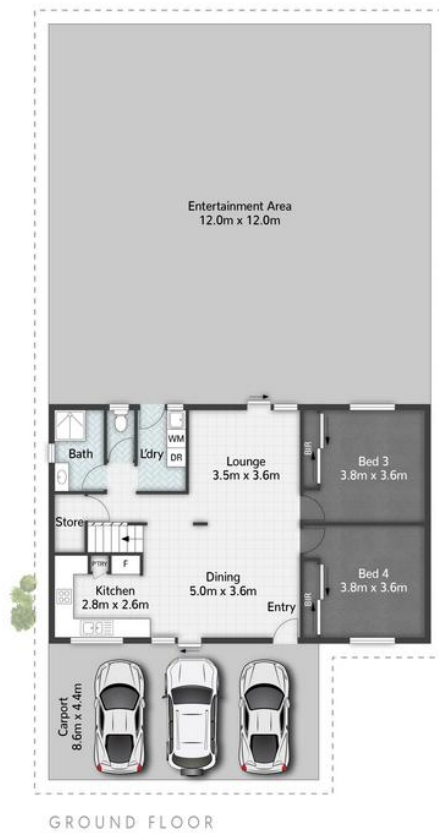 Entertainment Area
12.0m x 12.0m
Bath
L'dry
WM
DR
Lounge
3.5m x 3.6m
BIR
Bed 3
3.8m x 3.6m
Store
PTRY
F
Kitchen
2.8m x 2.6m
Dining
5.0m x 3.6m
Entry
BIR
Bed 4
3.8m x 3.6m
Carport
8.6m x 4.4m
GROUND FLOOR